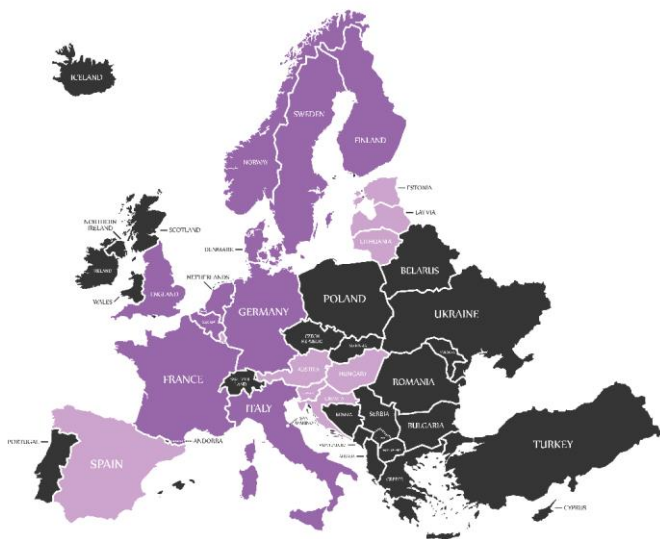 ICELAND
SWEDEN
FINLAND
NORWAY
ESTONIA
LATVIA
LITHUANIA
NORTHERN
IRELAND
SCOTLAND
DENMARK
NETHERLANDS
IRELAND
WALES
ENGLAND
BELARUS
POLAND
GERMANY
UKRAINE
CZECH
REPUBLIC
AUSTRIA
HUNGARY
FRANCE
ROMANIA
ITALY
SERBIA
BULGARIA
PORTUGAL
ANDORRA
SPAIN
TURKEY
GREECE
CYPRUS